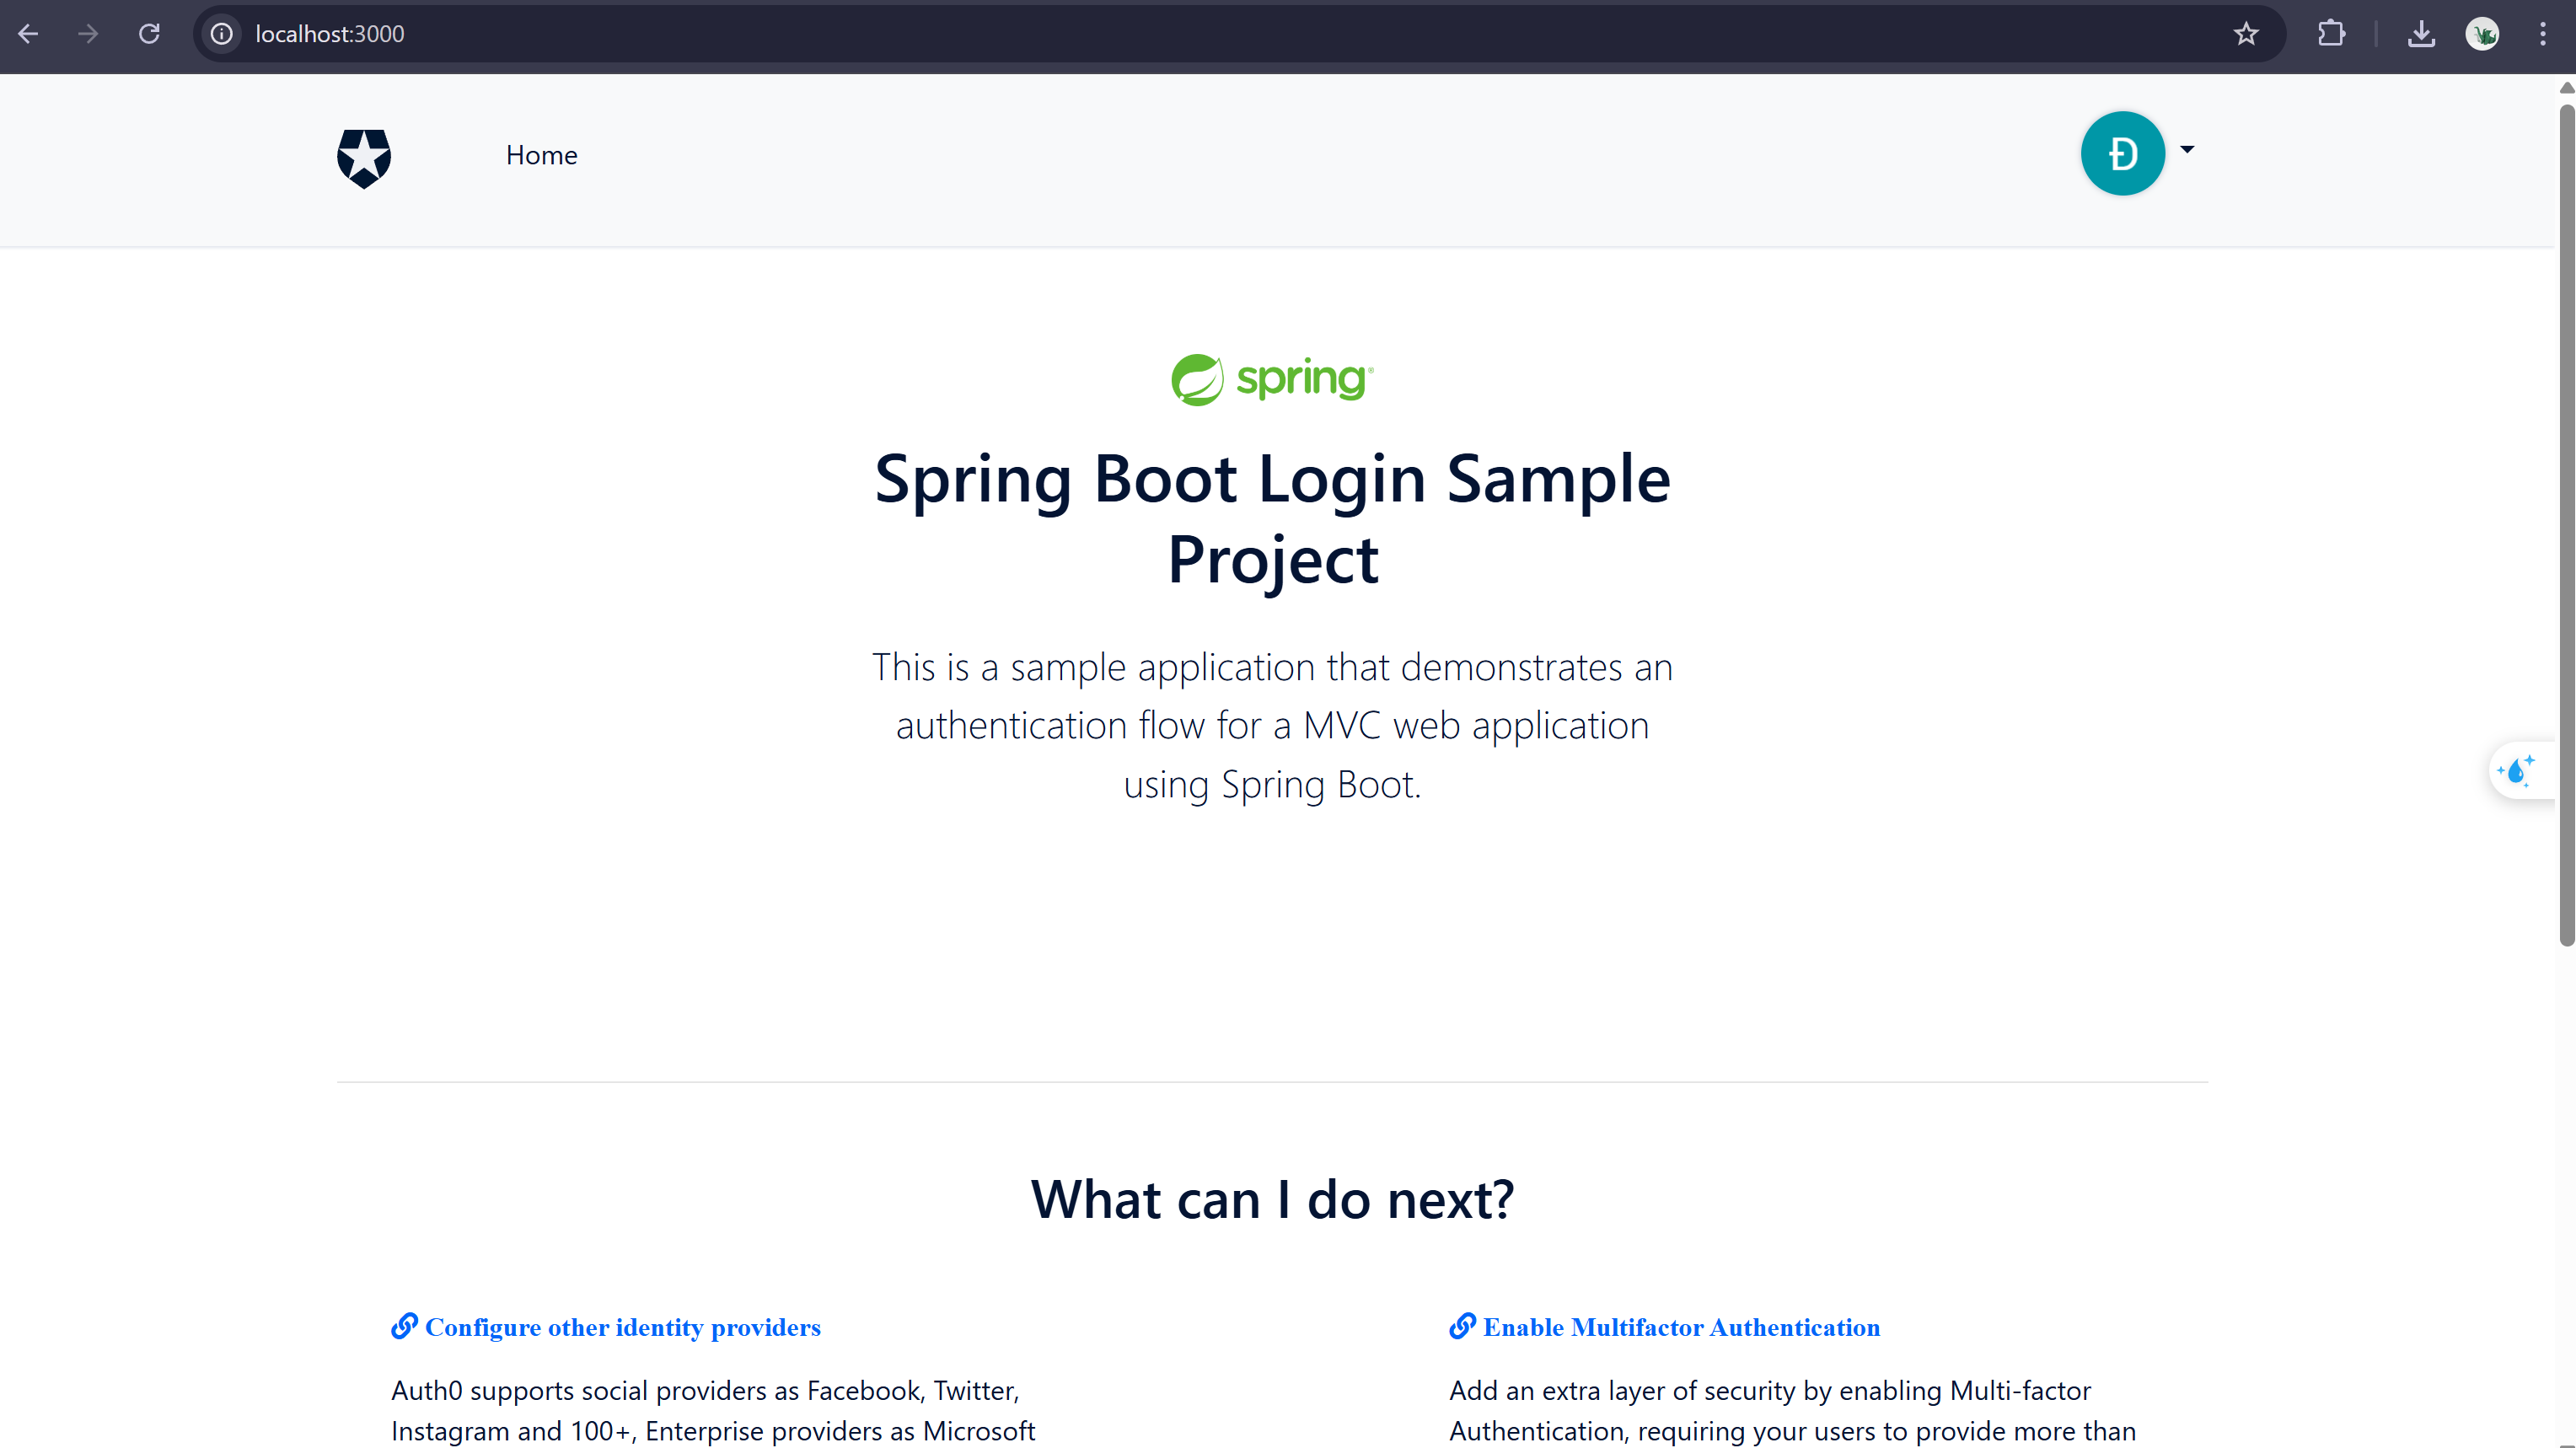 localhost:3000
Home
Đ
spring
Spring Boot Login Sample
Project
This is a sample application that demonstrates an
authentication flow for a MVC web application
using Spring Boot.
What can I do next?
Configure other identity providers
Auth0 supports social providers as Facebook, Twitter,
Instagram and 100+, Enterprise providers as Microsoft
Enable Multifactor Authentication
Add an extra layer of security by enabling Multi-factor
Authentication, requiring your users to provide more than